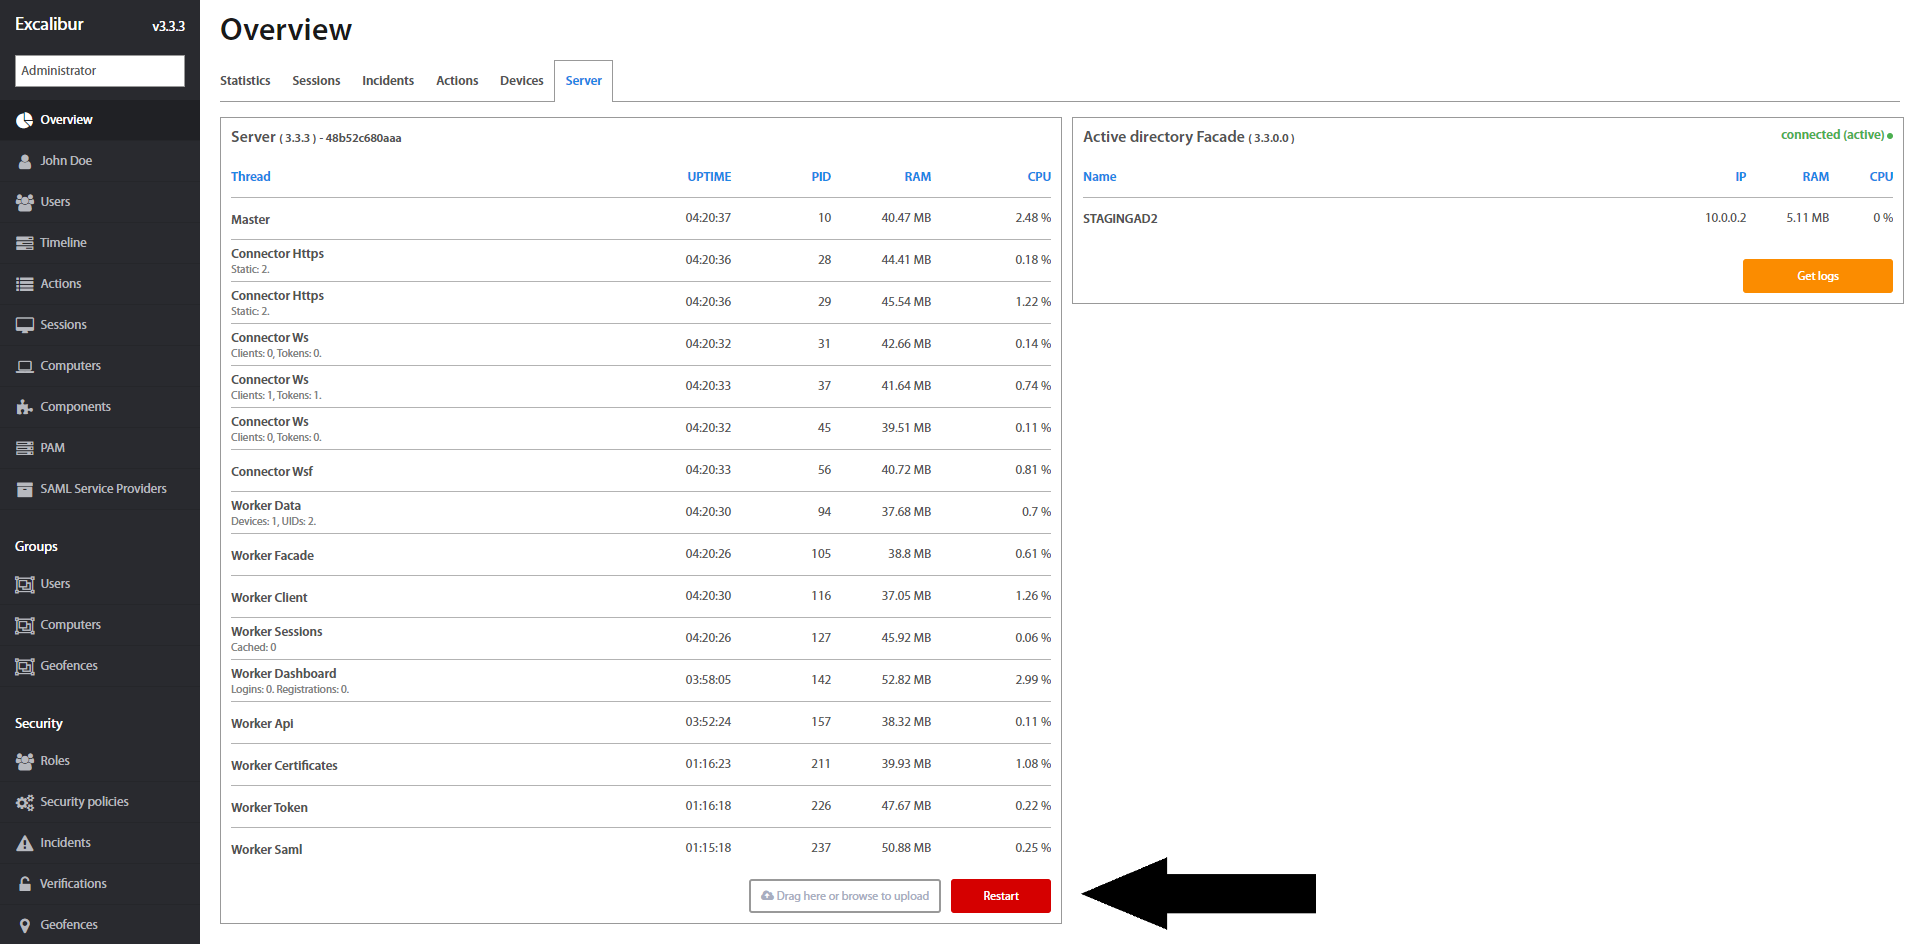 Excalibur v3.3.3
Administrator
Overview
John Doe
Users
Timeline
Actions
Sessions
Computers
Components
PAM
SAML Service Providers
Groups
Users
Computers
Geofences
Security
Roles
Security policies
Incidents
Verifications
Geofences
Overview
Statistics Sessions Incidents Actions Devices Server
Server ( 3.3.3 ) - 48b52c680aaa
Thread UPTIME PID RAM CPU
Master 04:20:37 10 40.47 MB 2.48 %
Connector Https 04:20:36 28 44.41 MB 0.18 %
Static: 2.
Connector Https 04:20:36 29 45.54 MB 1.22 %
Static: 2.
Connector Ws 04:20:32 31 42.66 MB 0.14 %
Clients: 0, Tokens: 0.
Connector Ws 04:20:33 37 41.64 MB 0.74 %
Clients: 1, Tokens: 1.
Connector Ws 04:20:32 45 39.51 MB 0.11 %
Clients: 0, Tokens: 0.
Connector Wsf 04:20:33 56 40.72 MB 0.81 %
Worker Data 04:20:30 94 37.68 MB 0.7 %
Devices: 1, UIDs: 2.
Worker Facade 04:20:26 105 38.8 MB 0.61 %
Worker Client 04:20:30 116 37.05 MB 1.26 %
Worker Sessions 04:20:26 127 45.92 MB 0.06 %
Cached: 0
Worker Dashboard 03:58:05 142 52.82 MB 2.99 %
Logins: 0. Registrations: 0.
Worker Api 03:52:24 157 38.32 MB 0.11 %
Worker Certificates 01:16:23 211 39.93 MB 1.08 %
Worker Token 01:16:18 226 47.67 MB 0.22 %
Worker Saml 01:15:18 237 50.88 MB 0.25 %
Drag here or browse to upload Restart
Active directory Facade ( 3.3.0.0 ) connected (active)
Name IP RAM CPU
STAGINGAD2 10.0.0.2 5.11 MB 0 %
Get logs